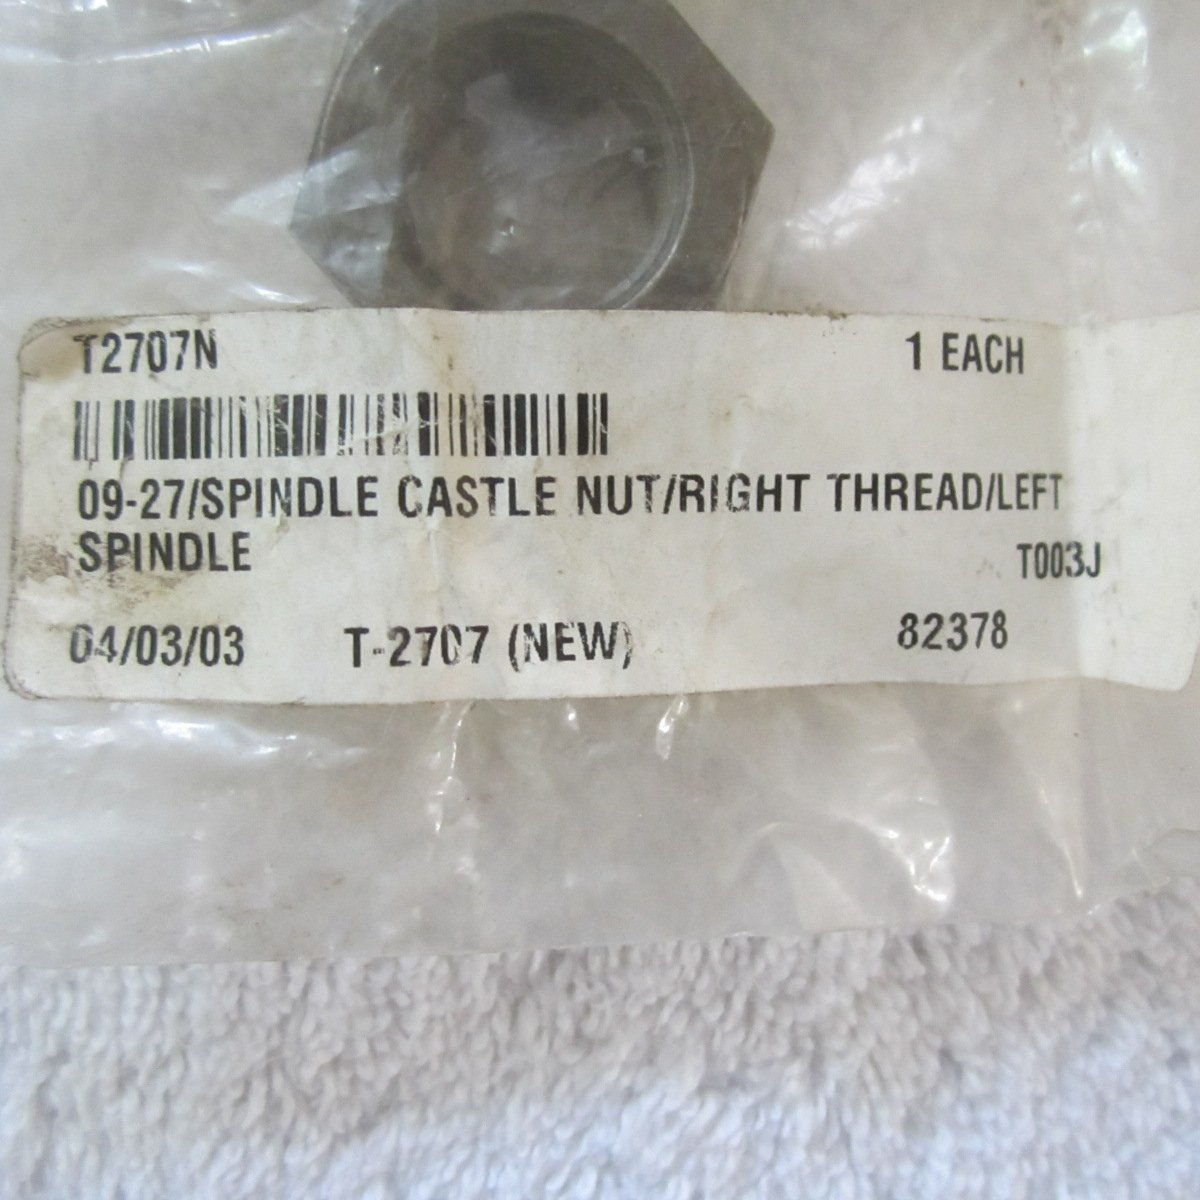 T2707N 1 EACH
09-27/SPINDLE CASTLE NUT/RIGHT THREAD/LEFT
SPINDLE T003J
04/03/03 T-2707 (NEW) 82378